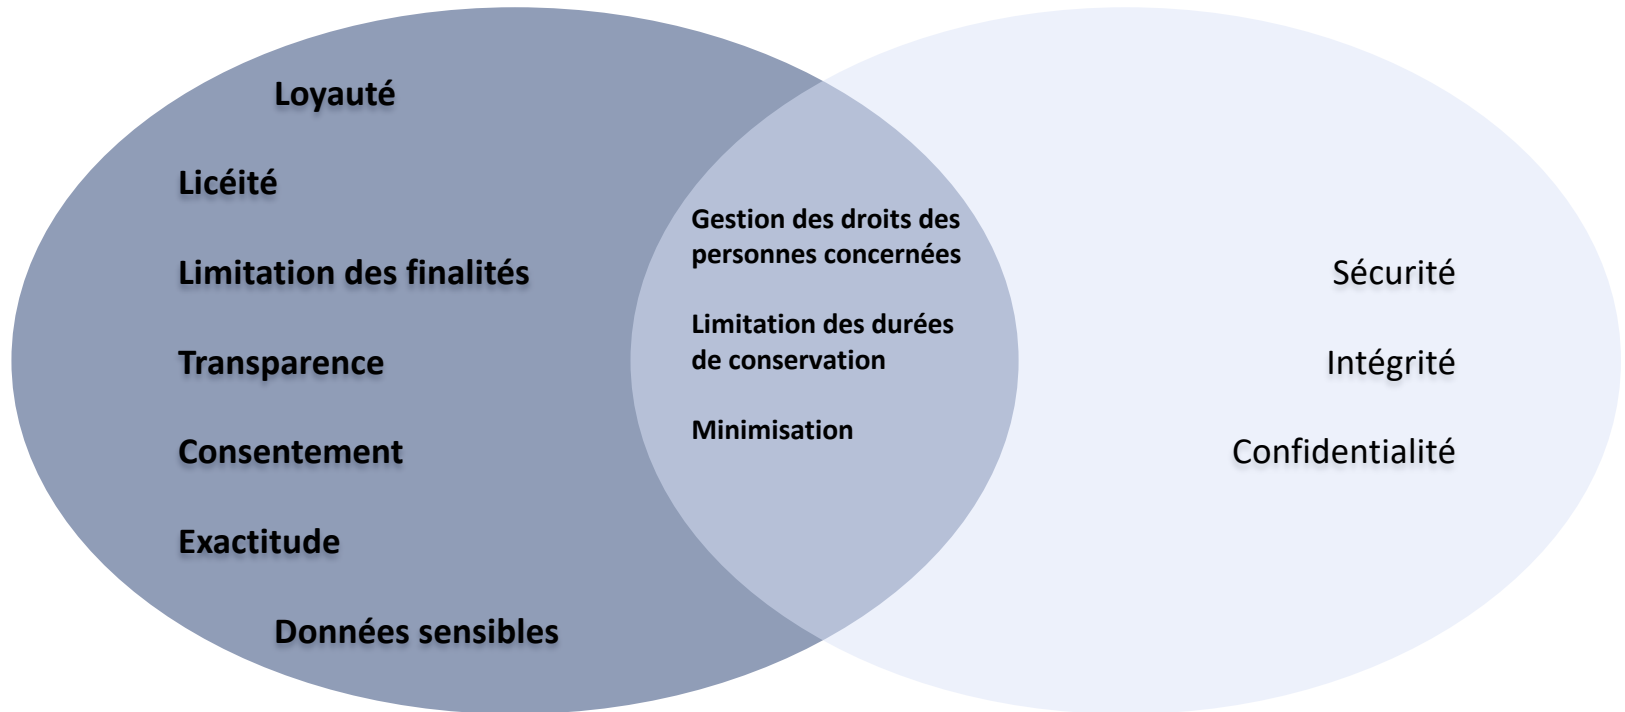 Loyauté
Licéité
Limitation des finalités
Transparence
Consentement
Exactitude
Données sensibles
Gestion des droits des
personnes concernées
Limitation des durées
de conservation
Minimisation
Sécurité
Intégrité
Confidentialité